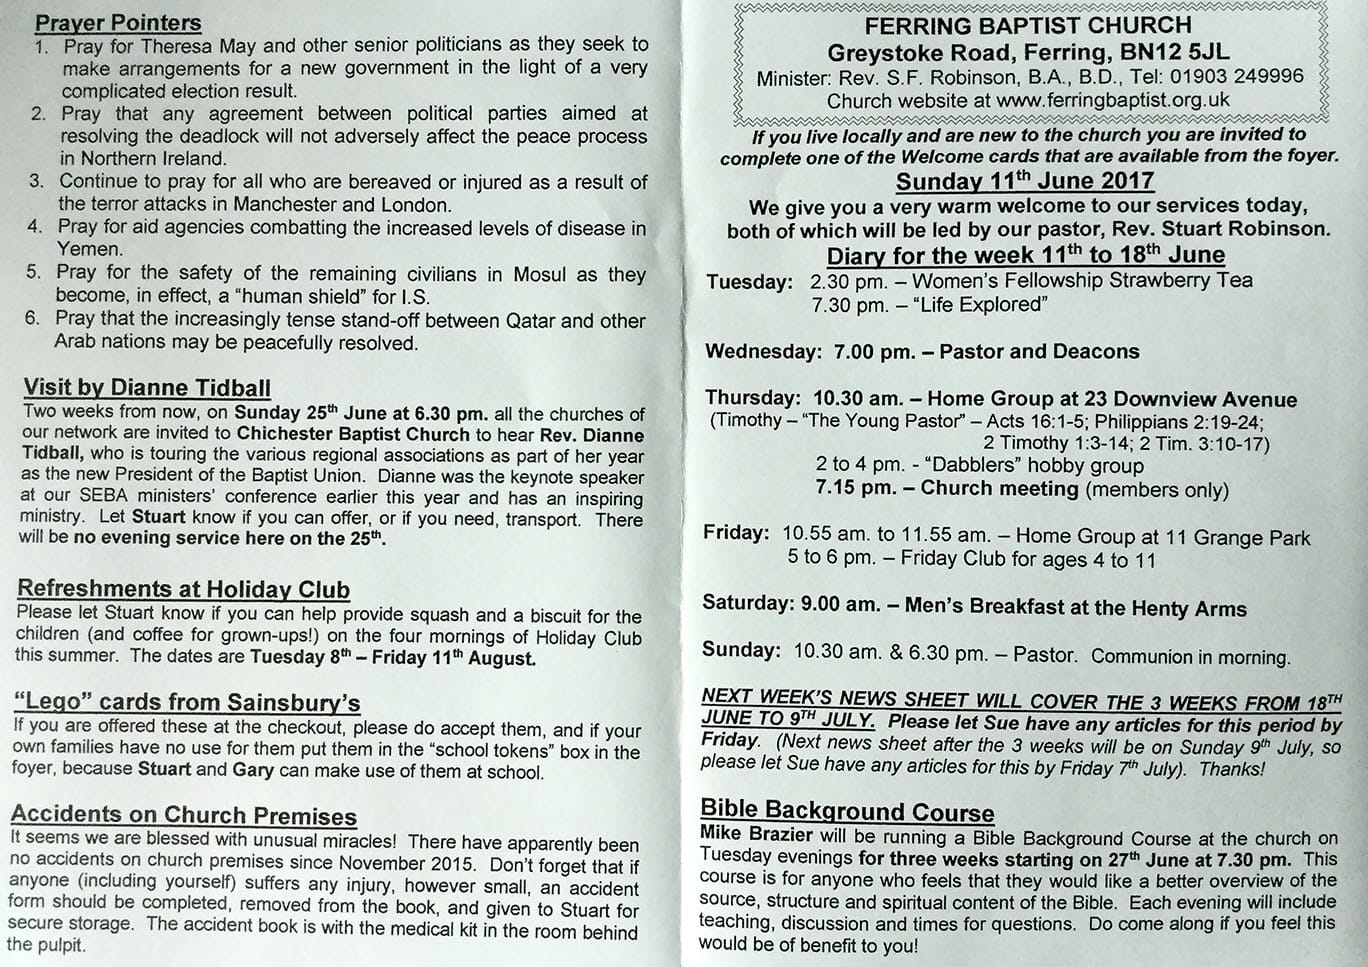 Prayer Pointers
1. Pray for Theresa May and other senior politicians as they seek to
make arrangements for a new government in the light of a very
complicated election result.
2. Pray that any agreement between political parties aimed at
resolving the deadlock will not adversely affect the peace process
in Northern Ireland.
3. Continue to pray for all who are bereaved or injured as a result of
the terror attacks in Manchester and London.
4. Pray for aid agencies combatting the increased levels of disease in
Yemen.
5. Pray for the safety of the remaining civilians in Mosul as they
become, in effect, a “human shield” for I.S.
6. Pray that the increasingly tense stand-off between Qatar and other
Arab nations may be peacefully resolved.
Visit by Dianne Tidball
Two weeks from now, on Sunday 25th June at 6.30 pm. all the churches of
our network are invited to Chichester Baptist Church to hear Rev. Dianne
Tidball, who is touring the various regional associations as part of her year
as the new President of the Baptist Union. Dianne was the keynote speaker
at our SEBA ministers’ conference earlier this year and has an inspiring
ministry. Let Stuart know if you can offer, or if you need, transport. There
will be no evening service here on the 25th.
Refreshments at Holiday Club
Please let Stuart know if you can help provide squash and a biscuit for the
children (and coffee for grown-ups!) on the four mornings of Holiday Club
this summer. The dates are Tuesday 8th – Friday 11th August.
“Lego” cards from Sainsbury’s
If you are offered these at the checkout, please do accept them, and if your
own families have no use for them put them in the “school tokens” box in the
foyer, because Stuart and Gary can make use of them at school.
Accidents on Church Premises
It seems we are blessed with unusual miracles! There have apparently been
no accidents on church premises since November 2015. Don’t forget that if
anyone (including yourself) suffers any injury, however small, an accident
form should be completed, removed from the book, and given to Stuart for
secure storage. The accident book is with the medical kit in the room behind
the pulpit.
FERRING BAPTIST CHURCH
Greystoke Road, Ferring, BN12 5JL
Minister: Rev. S.F. Robinson, B.A., B.D., Tel: 01903 249996
Church website at www.ferringbaptist.org.uk
If you live locally and are new to the church you are invited to
complete one of the Welcome cards that are available from the foyer.
Sunday 11th June 2017
We give you a very warm welcome to our services today,
both of which will be led by our pastor, Rev. Stuart Robinson.
Diary for the week 11th to 18th June
Tuesday: 2.30 pm. – Women’s Fellowship Strawberry Tea
7.30 pm. – “Life Explored”
Wednesday: 7.00 pm. – Pastor and Deacons
Thursday: 10.30 am. – Home Group at 23 Downview Avenue
(Timothy – “The Young Pastor” – Acts 16:1-5; Philippians 2:19-24;
2 Timothy 1:3-14; 2 Tim. 3:10-17)
2 to 4 pm. - “Dabblers” hobby group
7.15 pm. – Church meeting (members only)
Friday: 10.55 am. to 11.55 am. – Home Group at 11 Grange Park
5 to 6 pm. – Friday Club for ages 4 to 11
Saturday: 9.00 am. – Men’s Breakfast at the Henty Arms
Sunday: 10.30 am. & 6.30 pm. – Pastor. Communion in morning.
NEXT WEEK’S NEWS SHEET WILL COVER THE 3 WEEKS FROM 18TH
JUNE TO 9TH JULY. Please let Sue have any articles for this period by
Friday. (Next news sheet after the 3 weeks will be on Sunday 9th July, so
please let Sue have any articles for this by Friday 7th July). Thanks!
Bible Background Course
Mike Brazier will be running a Bible Background Course at the church on
Tuesday evenings for three weeks starting on 27th June at 7.30 pm. This
course is for anyone who feels that they would like a better overview of the
source, structure and spiritual content of the Bible. Each evening will include
teaching, discussion and times for questions. Do come along if you feel this
would be of benefit to you!